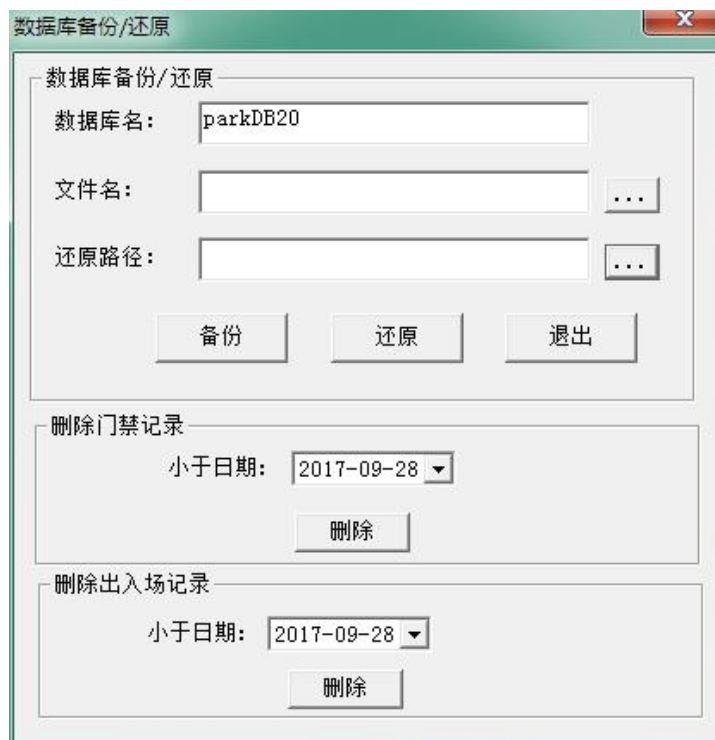 数据库备份/还原
数据库备份/还原
数据库名： parkDB20
文件名： ...
还原路径： ...
备份 还原 退出
删除门禁记录
小于日期： 2017-09-28
删除
删除出入场记录
小于日期： 2017-09-28
删除